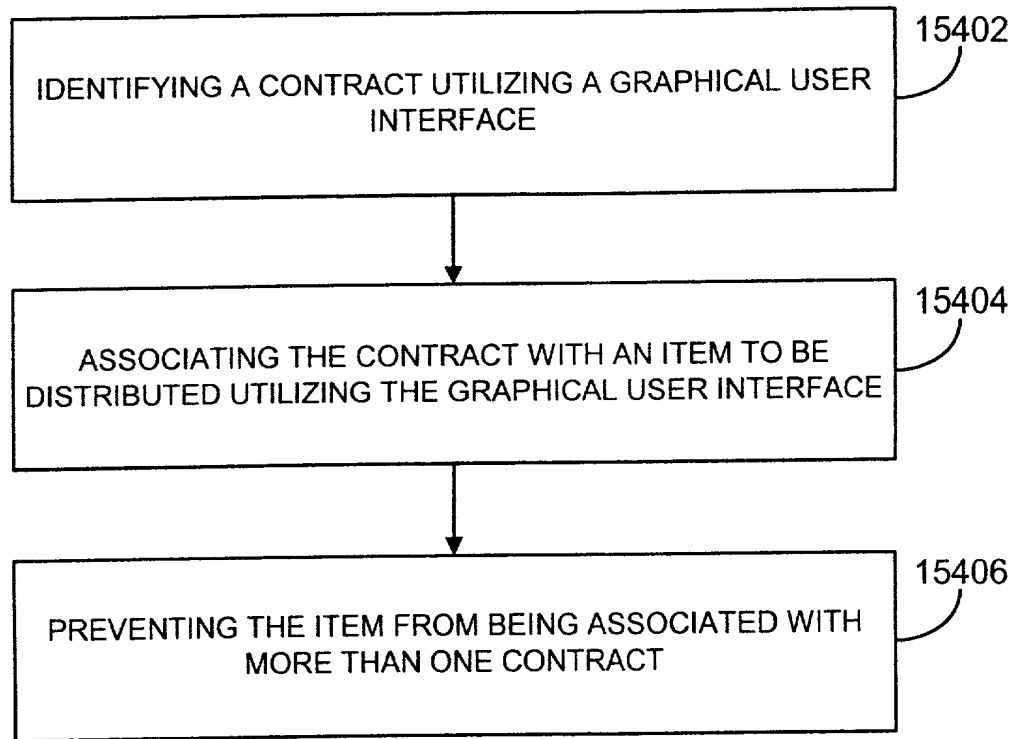 15402
IDENTIFYING A CONTRACT UTILIZING A GRAPHICAL USER
INTERFACE
15404
ASSOCIATING THE CONTRACT WITH AN ITEM TO BE
DISTRIBUTED UTILIZING THE GRAPHICAL USER INTERFACE
15406
PREVENTING THE ITEM FROM BEING ASSOCIATED WITH
MORE THAN ONE CONTRACT